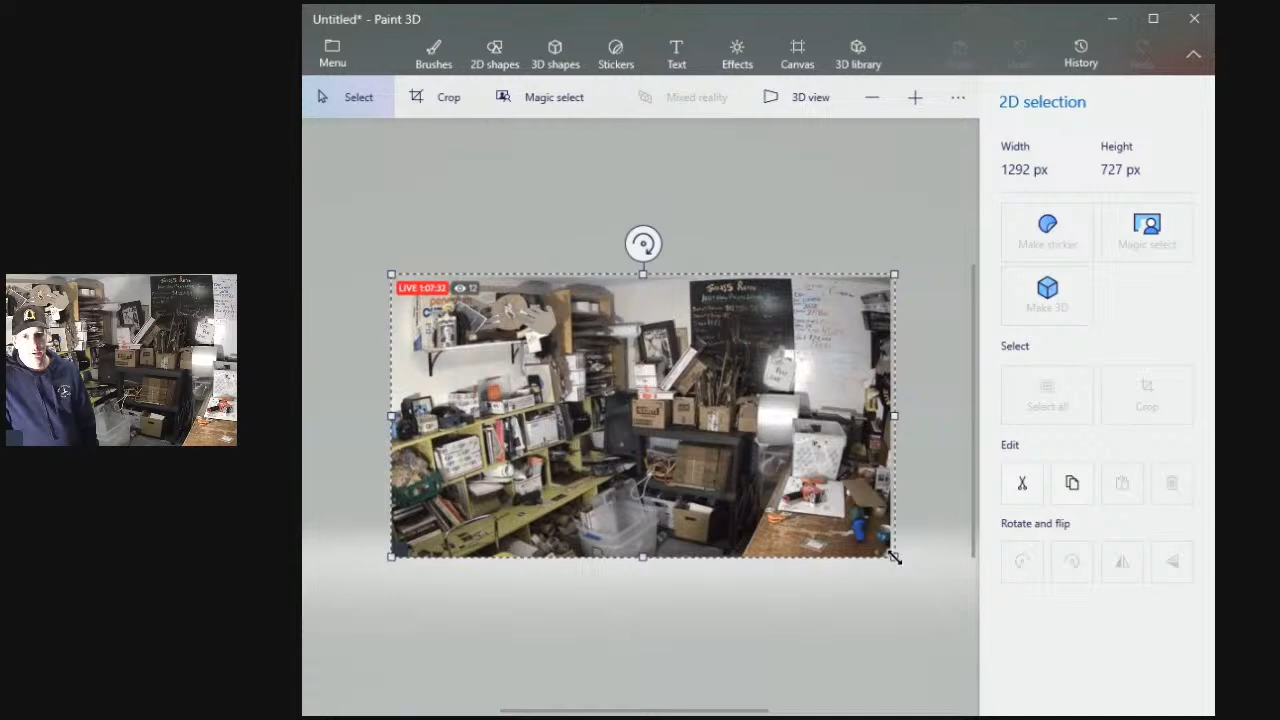 Untitled* - Paint 3D
Menu
Brushes
2D shapes
3D shapes
Stickers
Text
Effects
Canvas
3D library
History
Select
Crop
Magic select
Mixed reality
3D view
2D selection
Width
Height
1292 px
727 px
Make sticker
Magic select
Make 3D
Select
Select all
Crop
Edit
Rotate and flip
LIVE 1:07:32
12